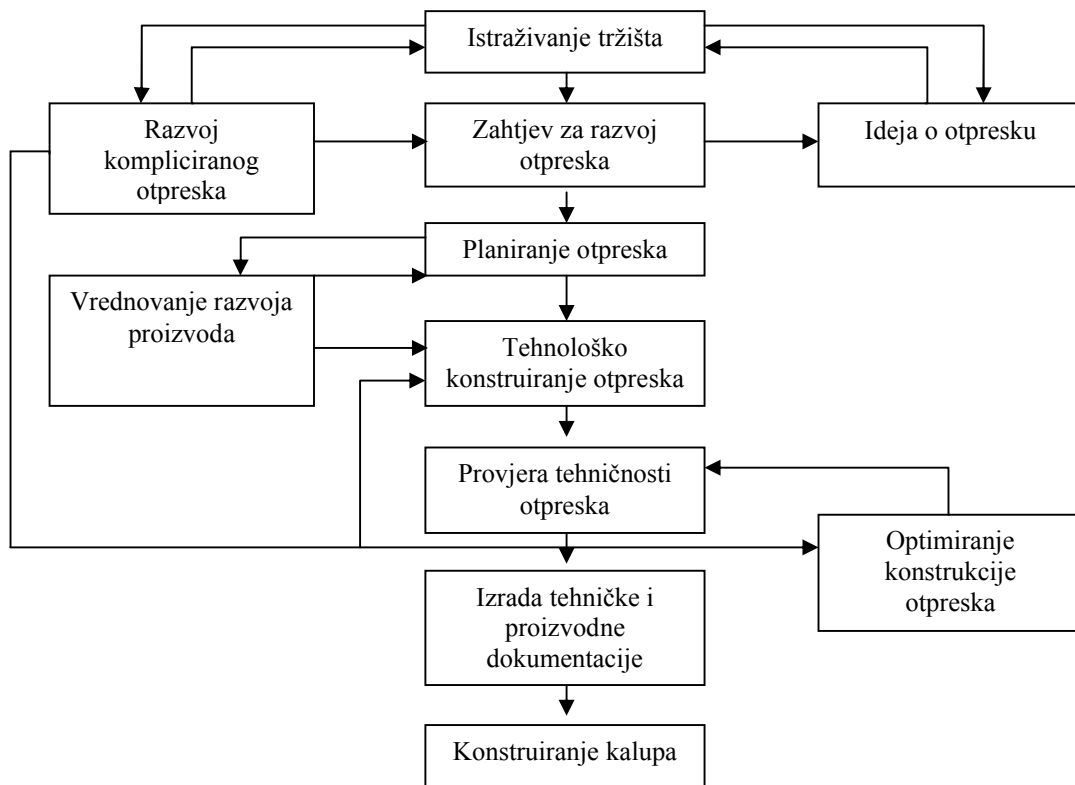 Istraživanje tržišta
Razvoj
kompliciranog
otpreska
Zahtjev za razvoj
otpreska
Ideja o otpresku
Planiranje otpreska
Vrednovanje razvoja
proizvoda
Tehnološko
konstruiranje otpreska
Provjera tehničnosti
otpreska
Optimiranje
konstrukcije
otpreska
Izrada tehničke i
proizvodne
dokumentacije
Konstruiranje kalupa